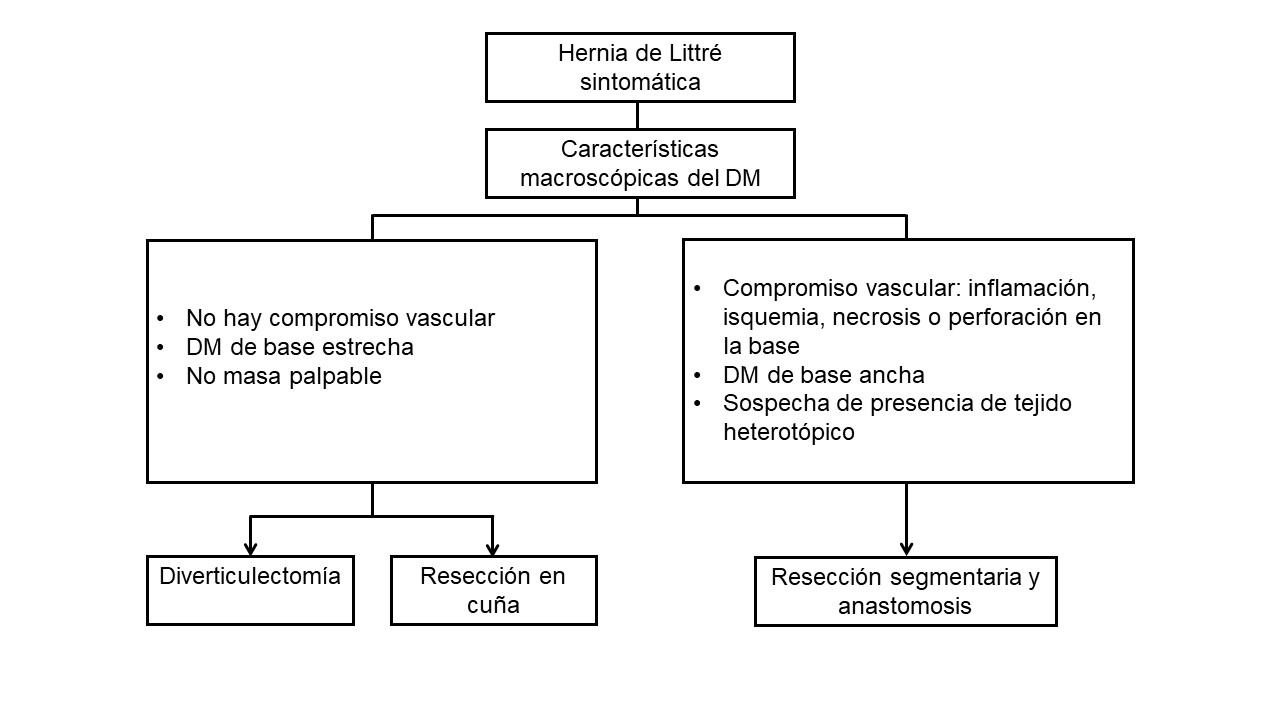 Hernia de Littré
sintomática
Características
macroscópicas del DM
• No hay compromiso vascular
• DM de base estrecha
• No masa palpable
• Compromiso vascular: inflamación,
isquemia, necrosis o perforación en
la base
• DM de base ancha
• Sospecha de presencia de tejido
heterotópico
Diverticulectomía
Resección en
cuña
Resección segmentaria y
anastomosis